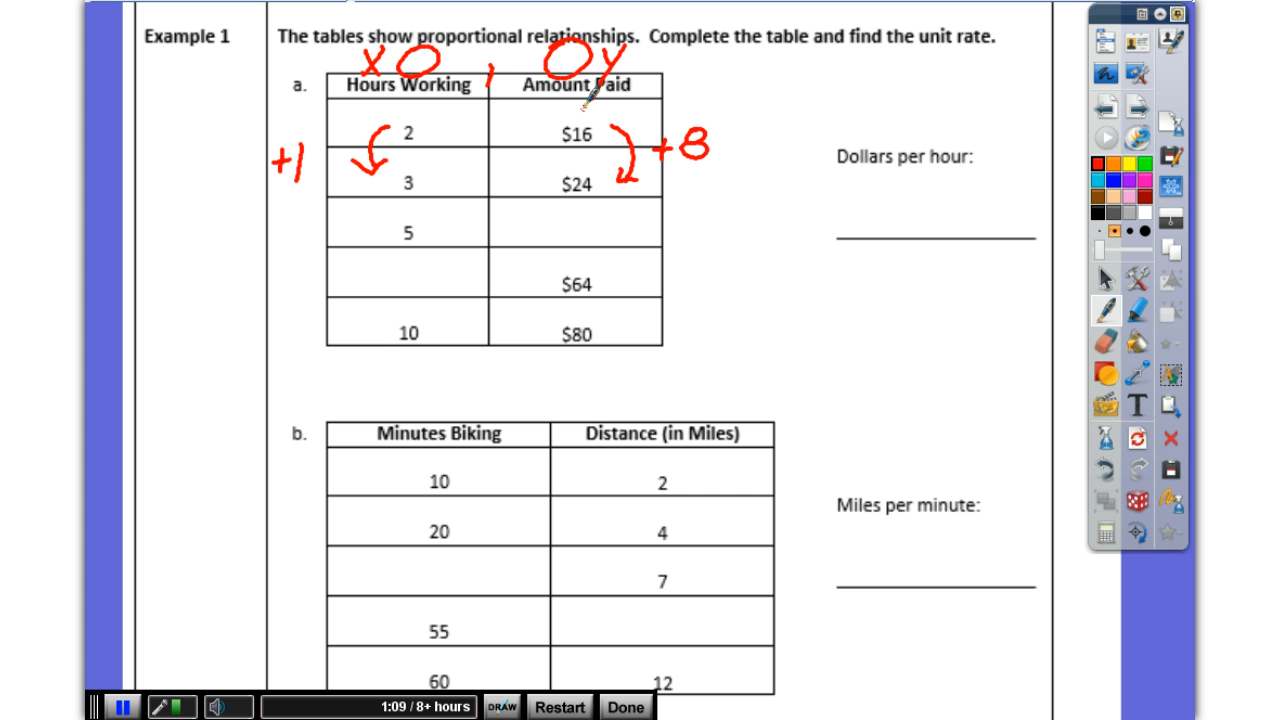 Example 1
The tables show proportional relationships. Complete the table and find the unit rate.
x 0 , 0 y
a.
Hours Working Amount Paid
2 $16
+1 +8
3 $24
5
$64
10 $80
Dollars per hour:
b.
Minutes Biking Distance (in Miles)
10 2
20 4
7
55
60 12
Miles per minute:
T
1:09 / 8+ hours DRAW Restart Done